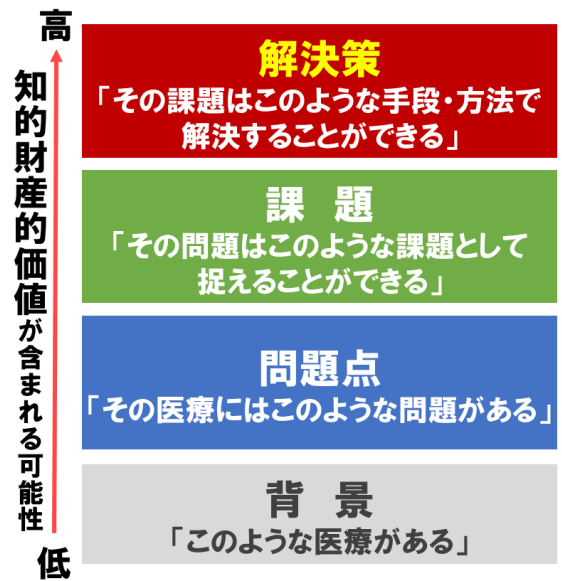 高
知的財産的価値が含まれる可能性
低
解決策
「その課題はこのような手段・方法で
解決することができる」
課　題
「その問題はこのような課題として
捉えることができる」
問題点
「その医療にはこのような問題がある」
背　景
「このような医療がある」